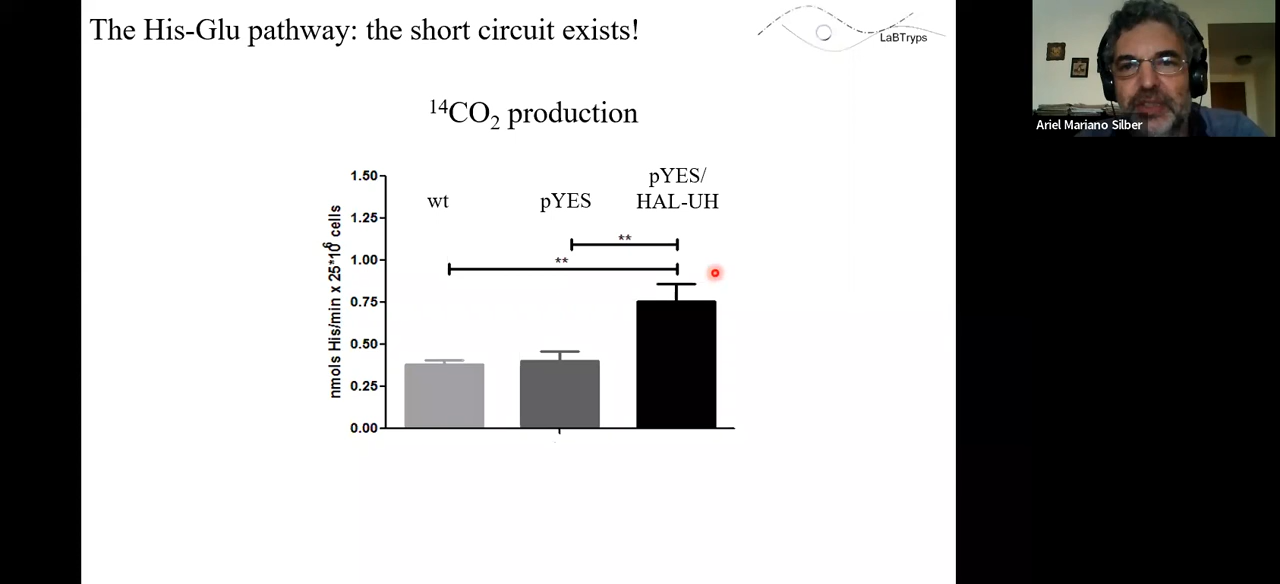 The His-Glu pathway: the short circuit exists!
LaBTryps
Ariel Mariano Silber
¹⁴CO₂ production
pYES/
HAL-UH
wt
pYES
**
**
nmols His/min x 25*10⁶ cells
1.50
1.25
1.00
0.75
0.50
0.25
0.00